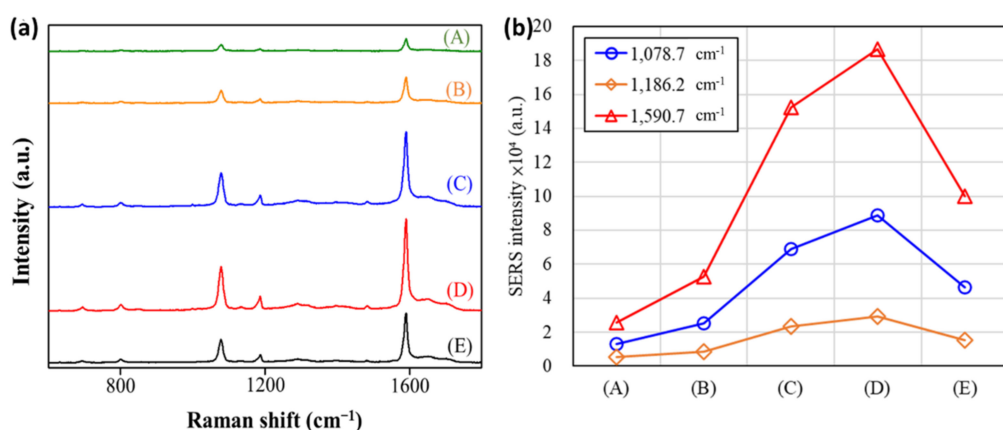 (a)
(A)
(B)
(C)
(D)
(E)
Intensity (a.u.)
800
1200
1600
Raman shift (cm⁻¹)
(b)
20
18
16
14
12
10
8
6
4
2
0
SERS intensity ×10⁴ (a.u.)
1,078.7 cm⁻¹
1,186.2 cm⁻¹
1,590.7 cm⁻¹
(A)
(B)
(C)
(D)
(E)